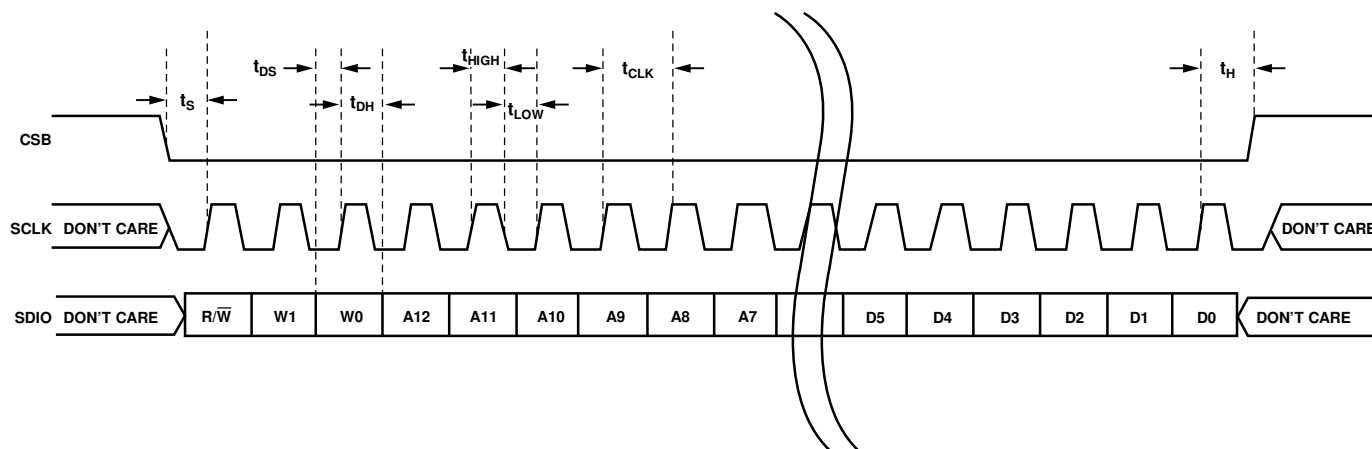 tDS
tHIGH
tCLK
tH
tS
tDH
tLOW
CSB
SCLK DON'T CARE DON'T CARE
SDIO DON'T CARE R/W̅ W1 W0 A12 A11 A10 A9 A8 A7 D5 D4 D3 D2 D1 D0 DON'T CARE